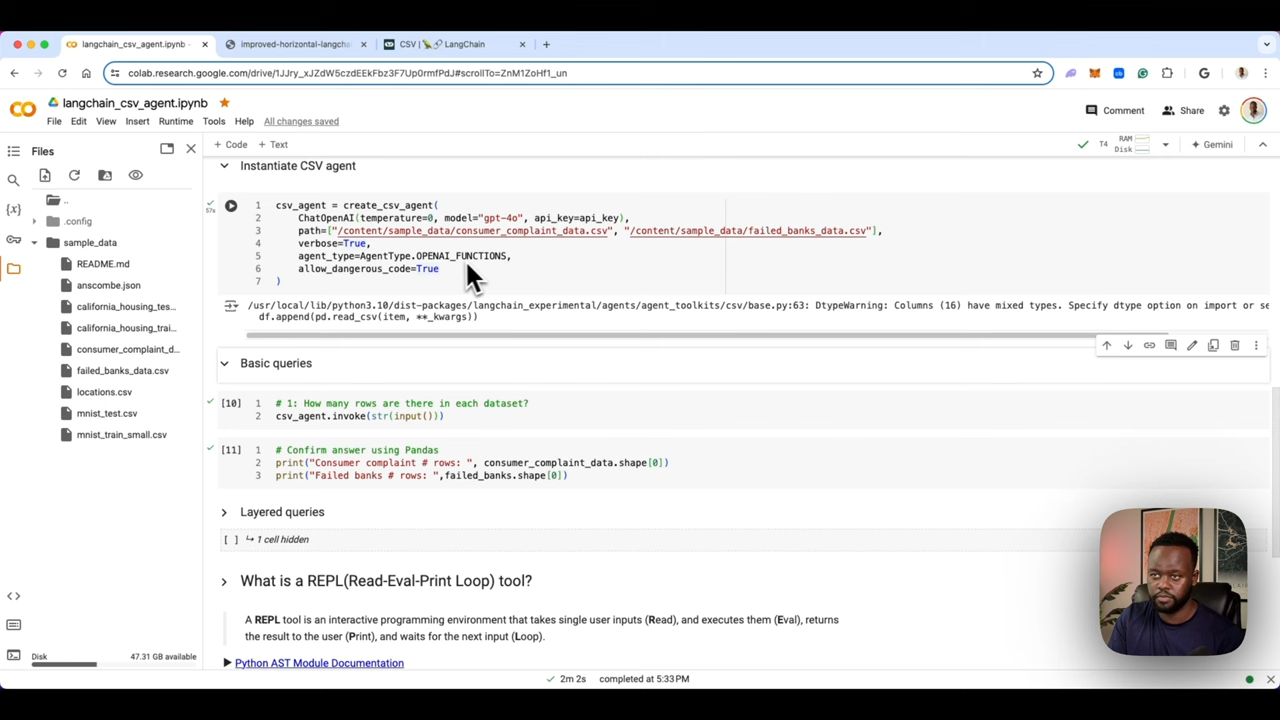 langchain_csv_agent.ipynb -
improved-horizontal-langcha
CSV | 🦜🔗 LangChain
colab.research.google.com/drive/1JJry_xJZdW5czdEEkFbz3F7Up0rmfPdJ#scrollTo=ZnM1ZoHf1_un
langchain_csv_agent.ipynb
File Edit View Insert Runtime Tools Help All changes saved
Comment Share
Files
+ Code + Text
RAM
T4
Disk
Gemini
..
.config
sample_data
README.md
anscombe.json
california_housing_tes...
california_housing_trai...
consumer_complaint_d...
failed_banks_data.csv
locations.csv
mnist_test.csv
mnist_train_small.csv
Disk 47.31 GB available
Instantiate CSV agent
57s
1 csv_agent = create_csv_agent(
2 ChatOpenAI(temperature=0, model="gpt-4o", api_key=api_key),
3 path=["/content/sample_data/consumer_complaint_data.csv", "/content/sample_data/failed_banks_data.csv"],
4 verbose=True,
5 agent_type=AgentType.OPENAI_FUNCTIONS,
6 allow_dangerous_code=True
7 )
/usr/local/lib/python3.10/dist-packages/langchain_experimental/agents/agent_toolkits/csv/base.py:63: DtypeWarning: Columns (16) have mixed types. Specify dtype option on import or se
df.append(pd.read_csv(item, **_kwargs))
Basic queries
[10] 1 # 1: How many rows are there in each dataset?
2 csv_agent.invoke(str(input()))
[11] 1 # Confirm answer using Pandas
2 print("Consumer complaint # rows: ", consumer_complaint_data.shape[0])
3 print("Failed banks # rows: ",failed_banks.shape[0])
Layered queries
[ ] ↳ 1 cell hidden
What is a REPL(Read-Eval-Print Loop) tool?
A REPL tool is an interactive programming environment that takes single user inputs (Read), and executes them (Eval), returns
the result to the user (Print), and waits for the next input (Loop).
Python AST Module Documentation
2m 2s completed at 5:33 PM